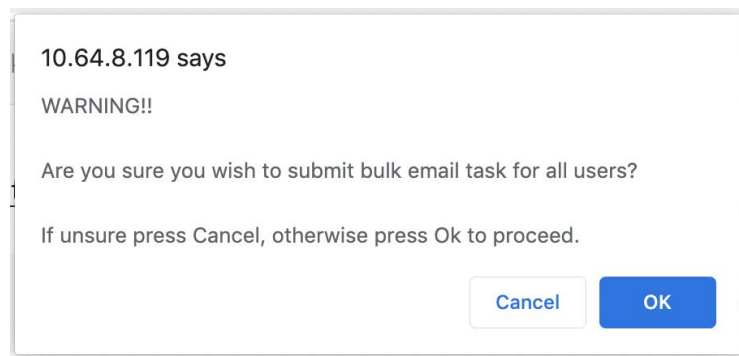 10.64.8.119 says
WARNING!!
Are you sure you wish to submit bulk email task for all users?
If unsure press Cancel, otherwise press Ok to proceed.
Cancel
OK